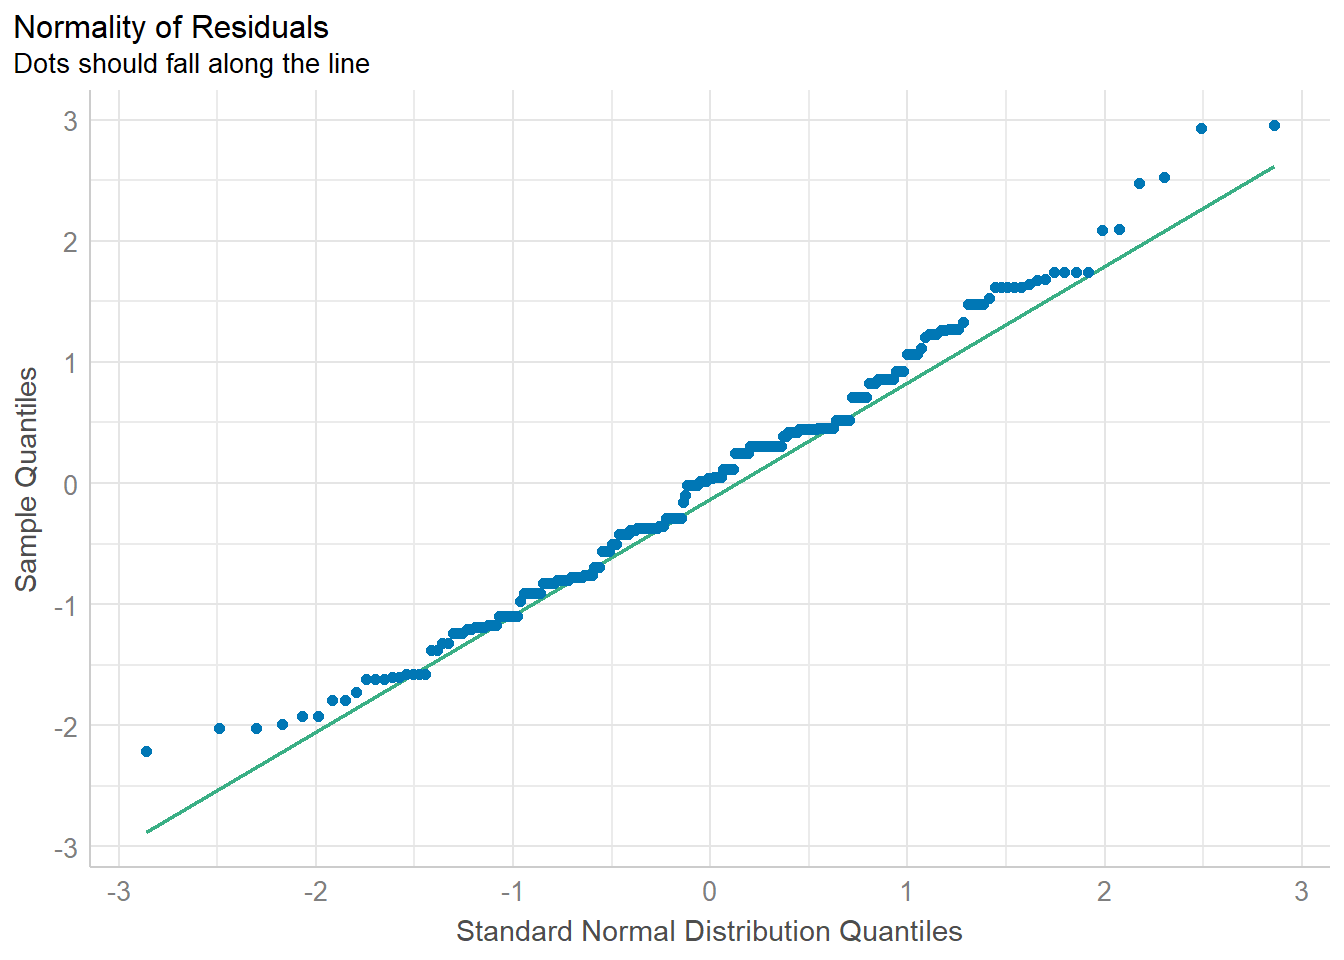 Normality of Residuals
Dots should fall along the line
3
2
1
0
-1
-2
-3
Sample Quantiles
-3 -2 -1 0 1 2 3
Standard Normal Distribution Quantiles